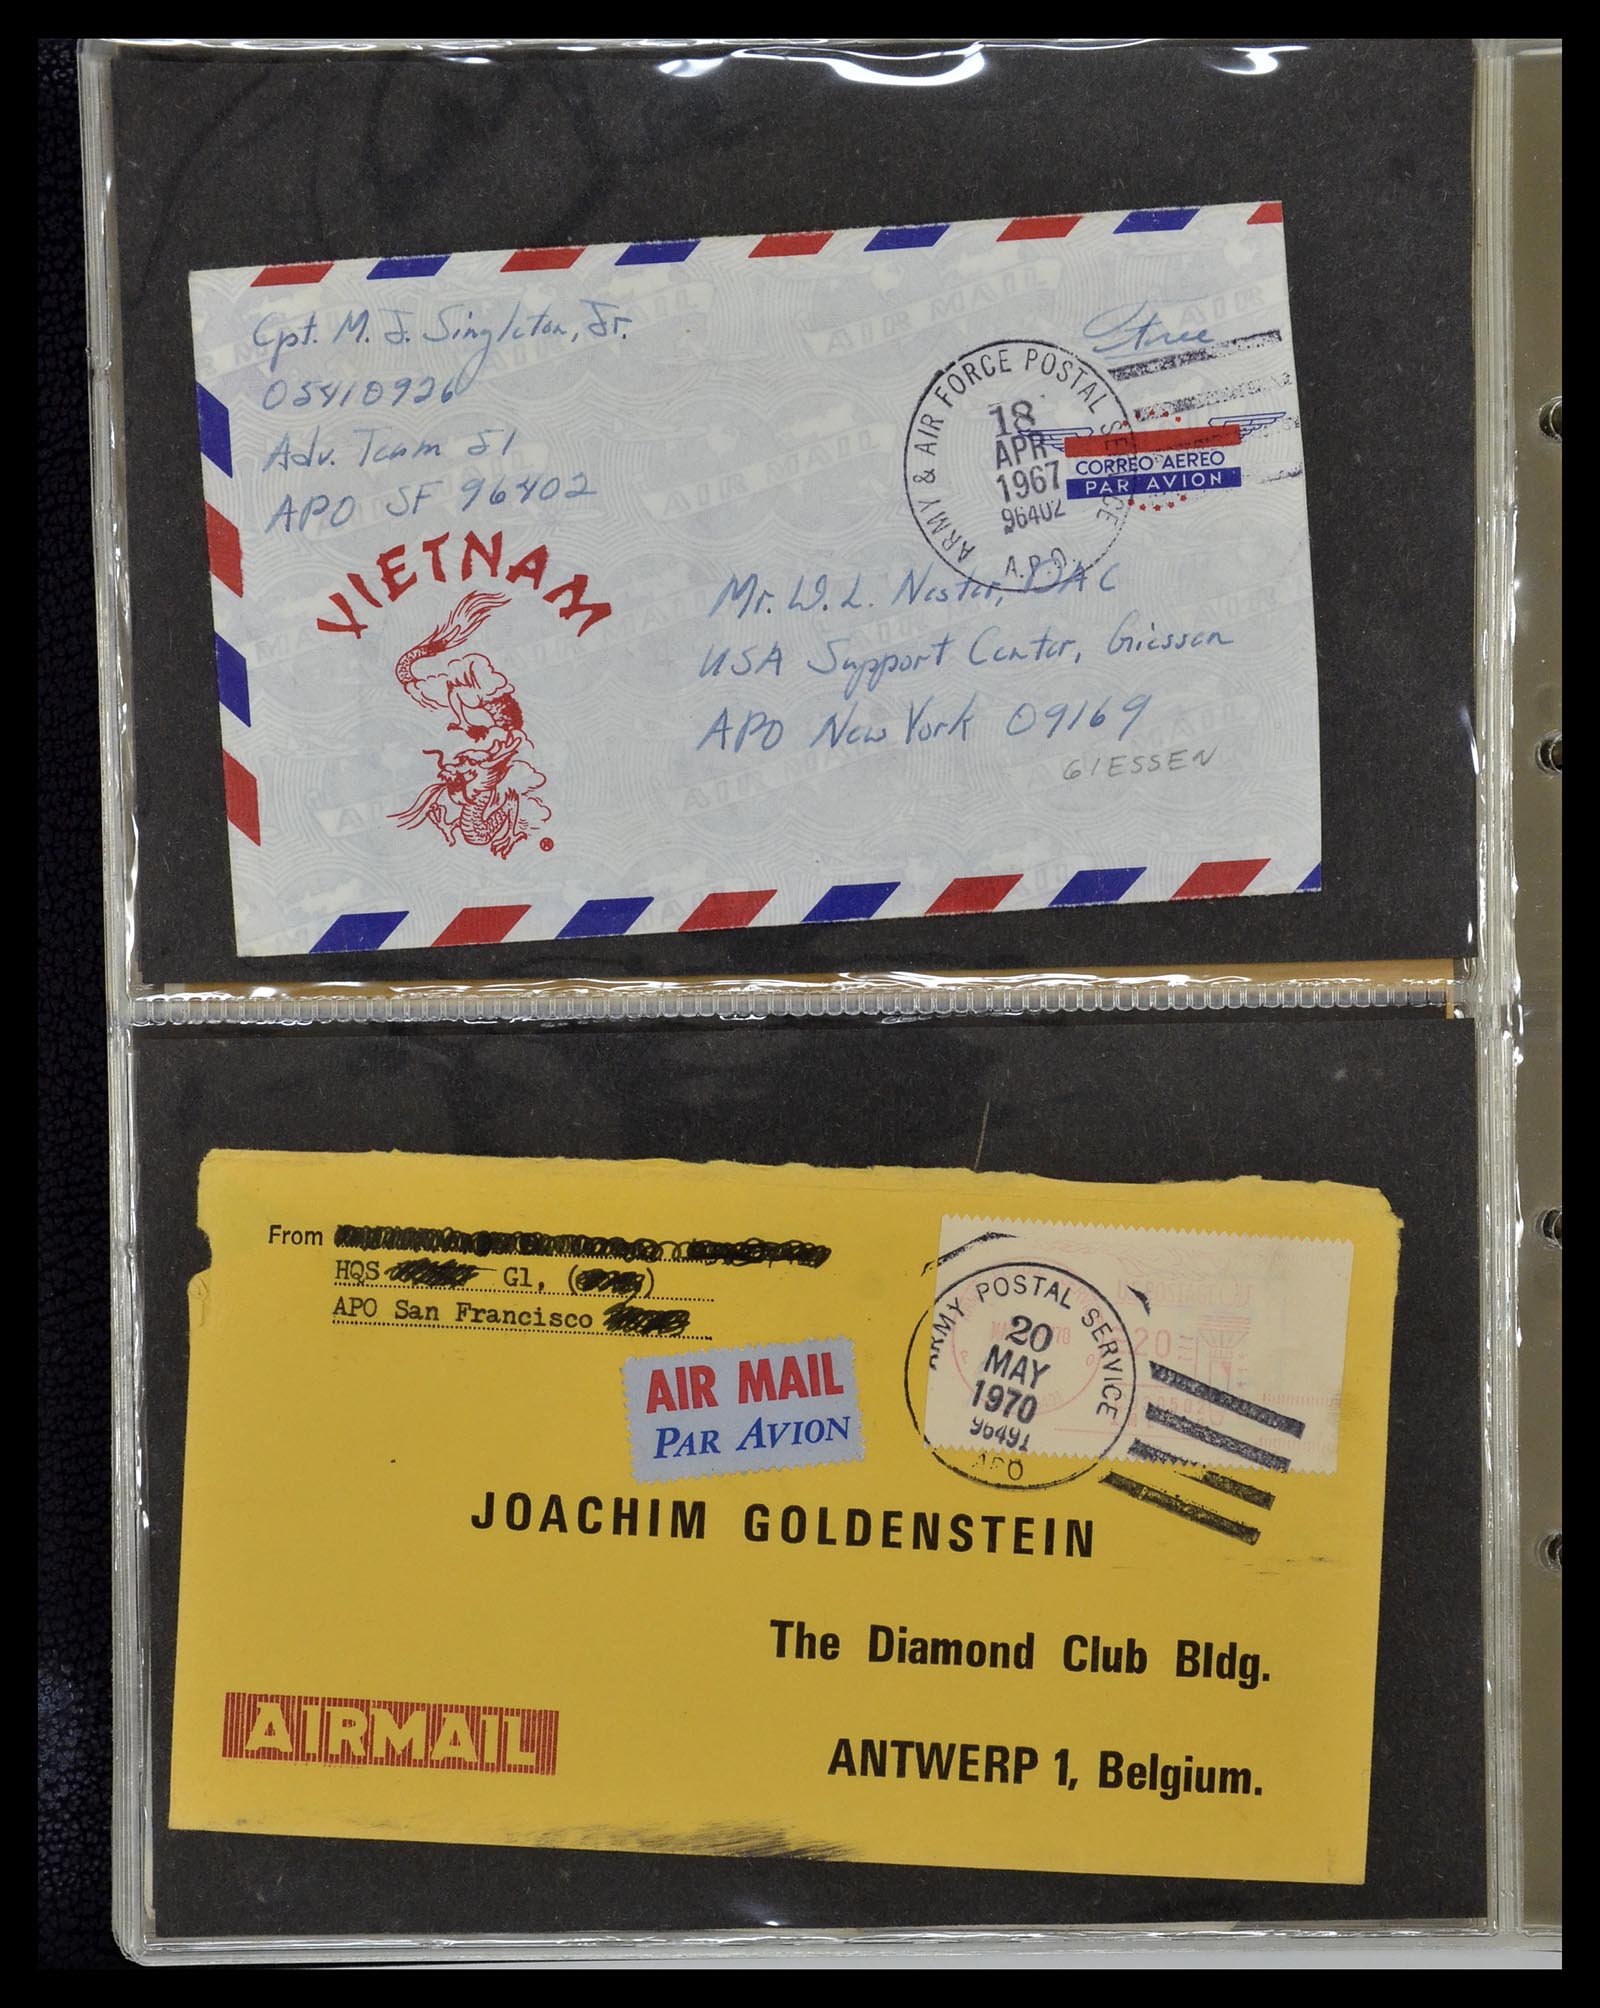 Cpt. M. J. Singleton, Jr.
05410926
Adv. Team 51
APO SF 96402
Free
ARMY & AIR FORCE POSTAL SERVICE
18
APR
1967
96402
A.P.O.
CORREO AEREO
PAR AVION
VIETNAM
®
Mr. W. L. Nester, DAC
USA Support Center, Giessen
APO New York 09169
GIESSEN
From
HQS G1, ( )
APO San Francisco
AIR MAIL
PAR AVION
ARMY POSTAL SERVICE
20
MAY
1970
96491
APO
JOACHIM GOLDENSTEIN
The Diamond Club Bldg.
ANTWERP 1, Belgium.
AIRMAIL